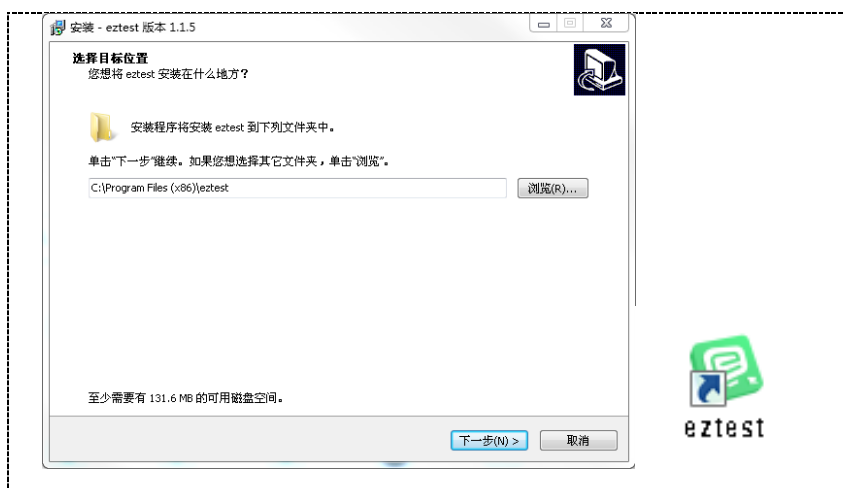 安装 - eztest 版本 1.1.5
选择目标位置
您想将 eztest 安装在什么地方?
安装程序将安装 eztest 到下列文件夹中。
单击“下一步”继续。如果您想选择其它文件夹，单击“浏览”。
C:\Program Files (x86)\eztest
浏览(R)...
至少需要有 131.6 MB 的可用磁盘空间。
下一步(N) >
取消
eztest